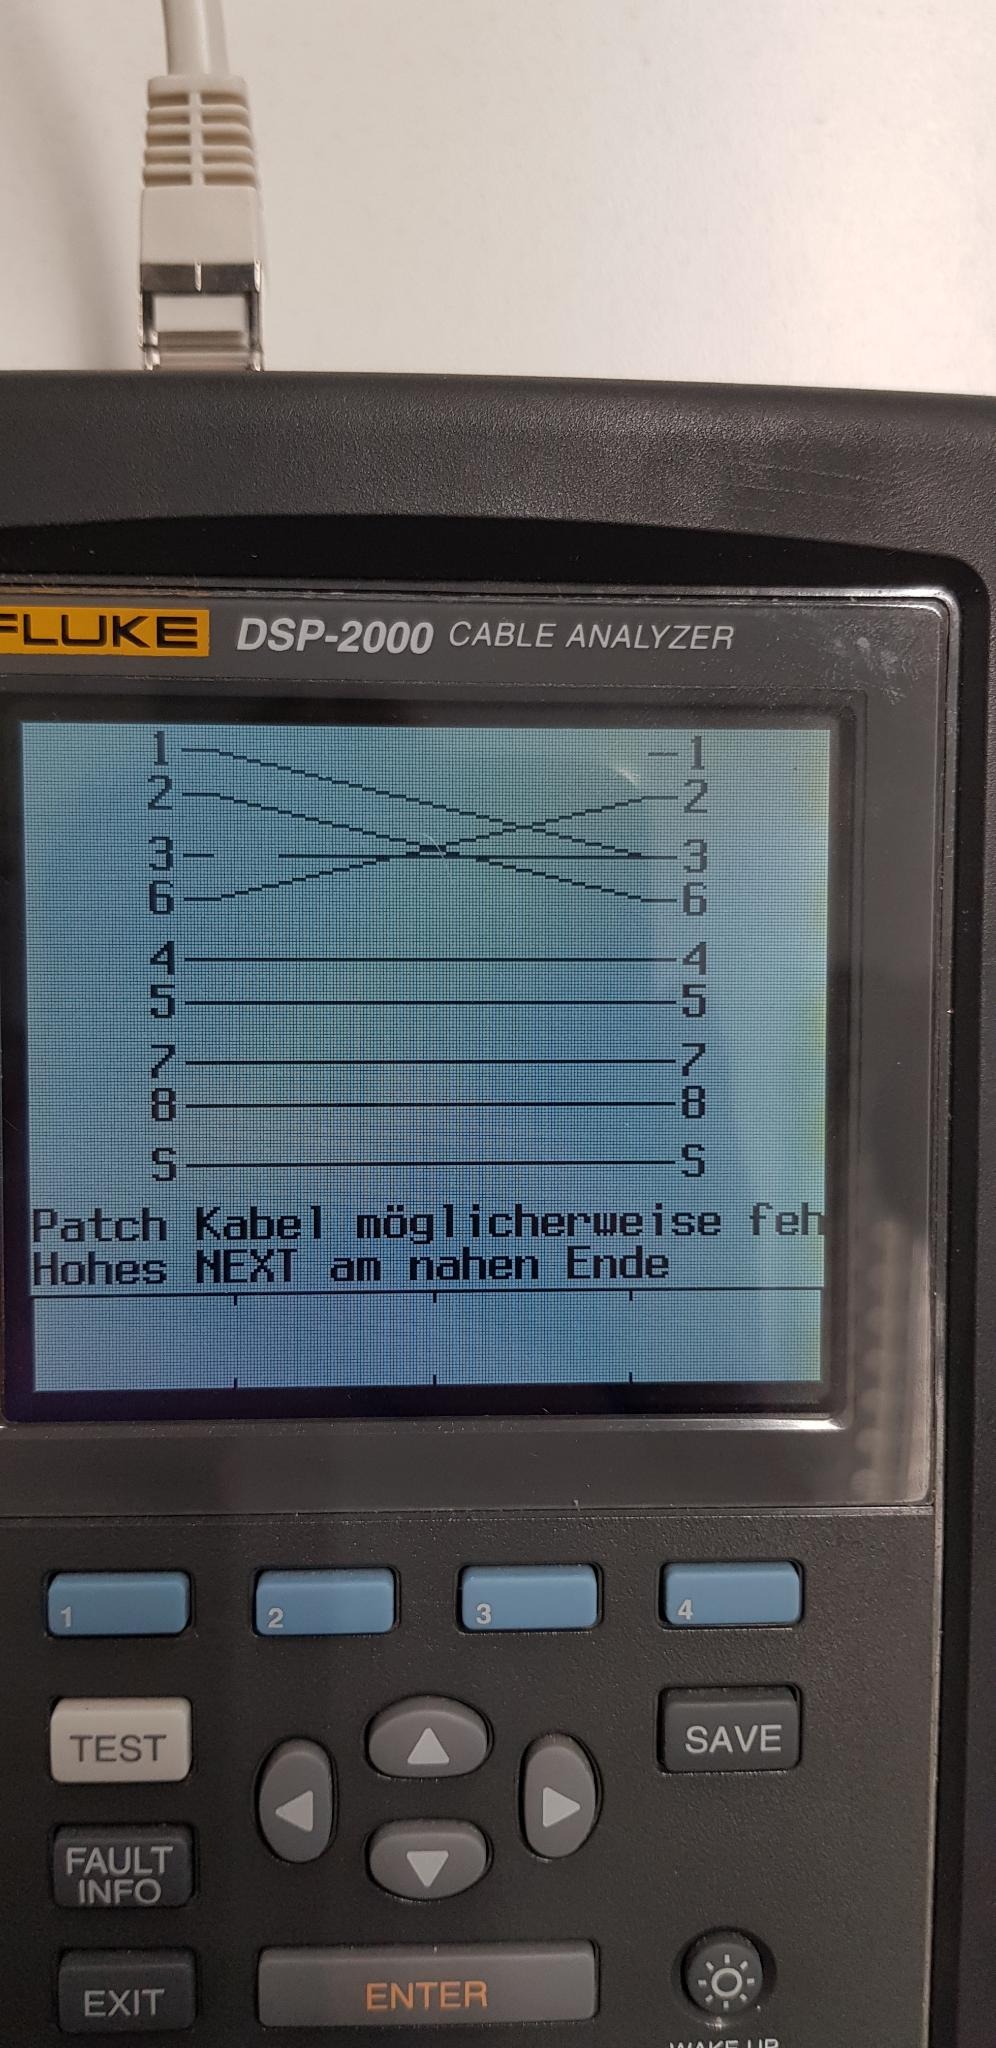 FLUKE DSP-2000 CABLE ANALYZER
1 1
2 2
3 3
6 6
4 4
5 5
7 7
8 8
S S
Patch Kabel möglicherweise feh
Hohes NEXT am nahen Ende
1 2 3 4
TEST SAVE
FAULT
INFO
EXIT ENTER
WAKE UP